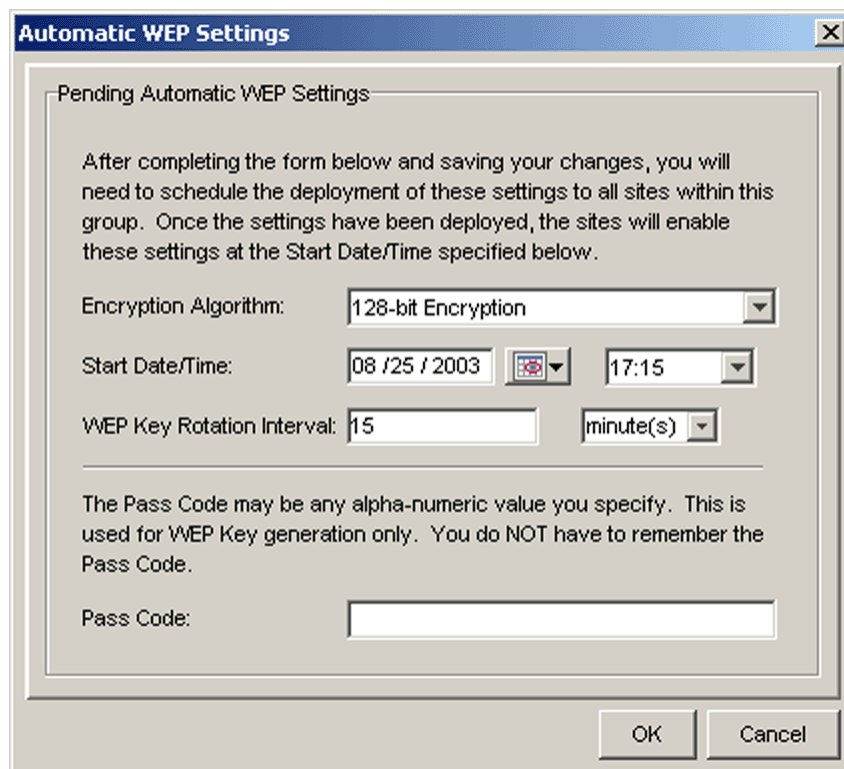 Automatic WEP Settings
Pending Automatic WEP Settings
After completing the form below and saving your changes, you will
need to schedule the deployment of these settings to all sites within this
group.  Once the settings have been deployed, the sites will enable
these settings at the Start Date/Time specified below.
Encryption Algorithm: 128-bit Encryption
Start Date/Time: 08 /25 / 2003 17:15
WEP Key Rotation Interval: 15 minute(s)
The Pass Code may be any alpha-numeric value you specify.  This is
used for WEP Key generation only.  You do NOT have to remember the
Pass Code.
Pass Code:
OK Cancel